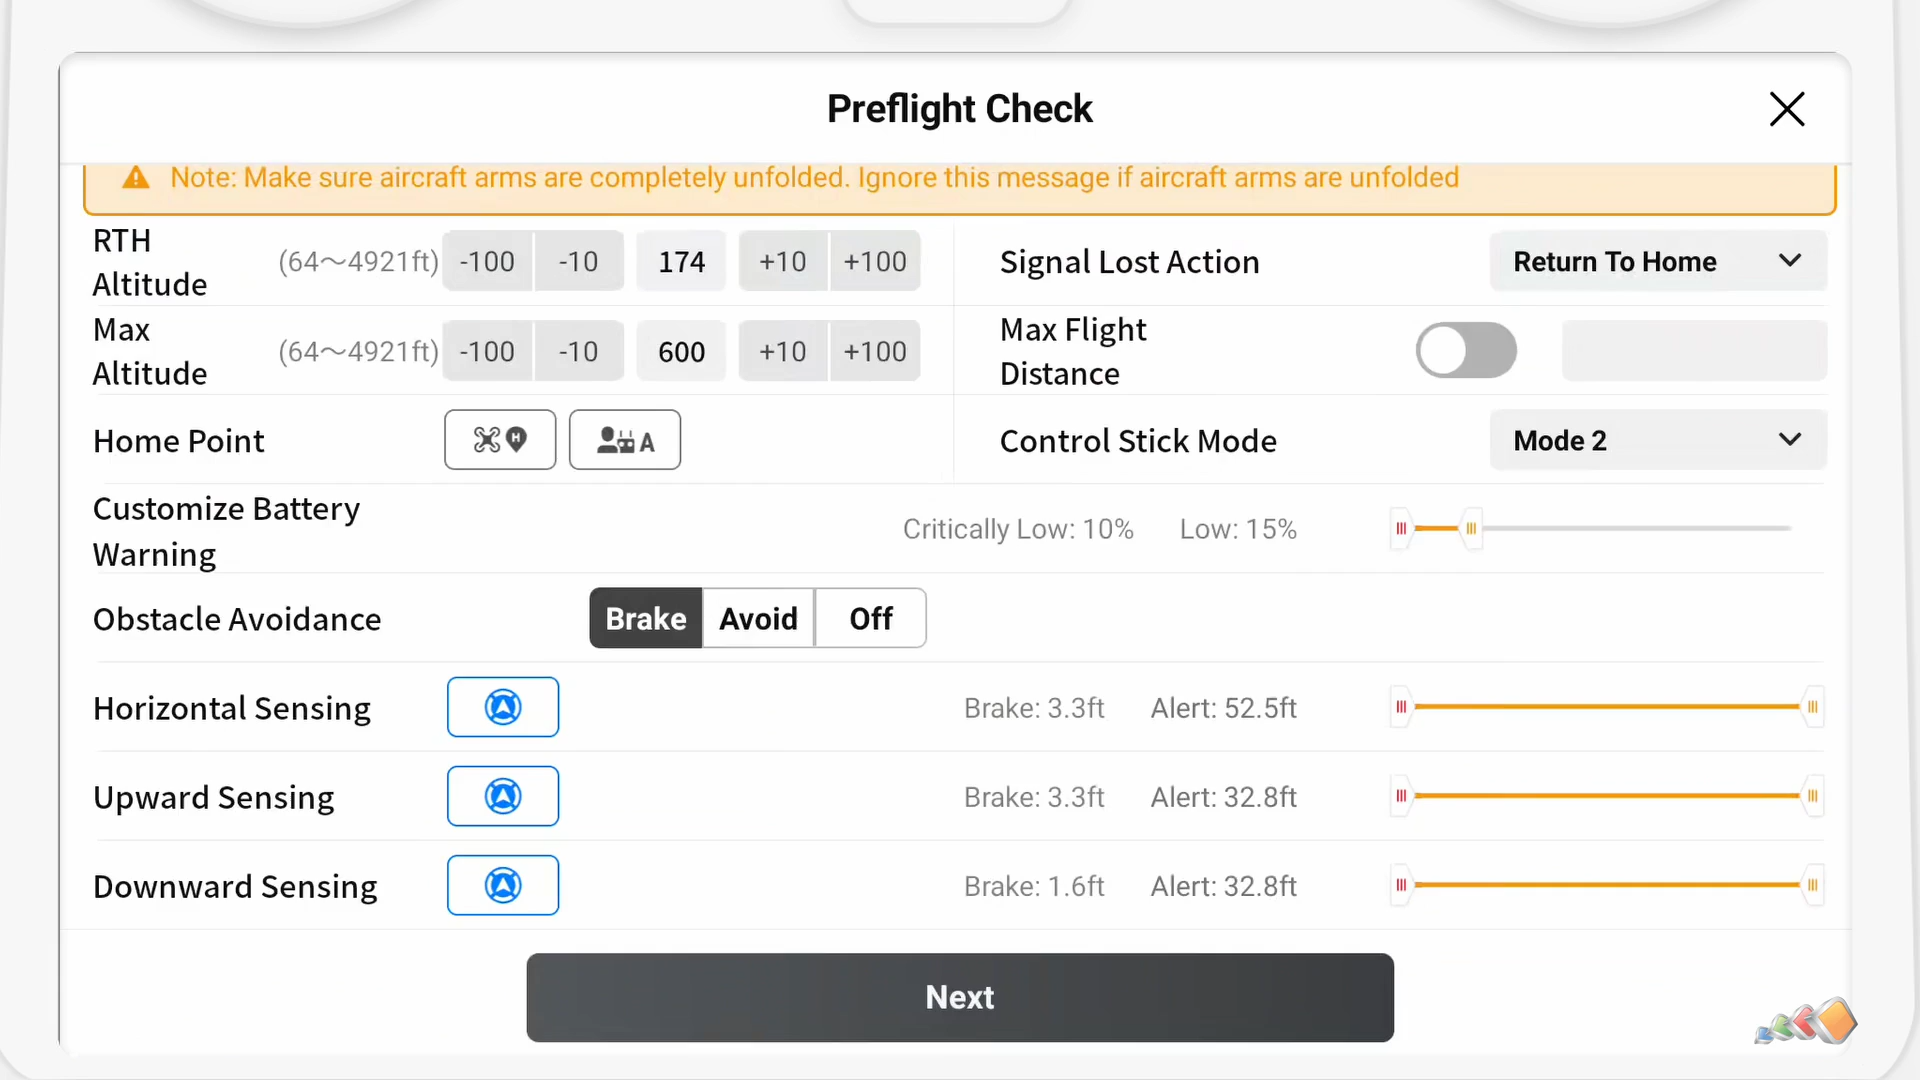 Preflight Check
Note: Make sure aircraft arms are completely unfolded. Ignore this message if aircraft arms are unfolded
RTH Altitude (64～4921ft) -100 -10 174 +10 +100 Signal Lost Action Return To Home
Max Altitude (64～4921ft) -100 -10 600 +10 +100 Max Flight Distance
Home Point H A Control Stick Mode Mode 2
Customize Battery Warning Critically Low: 10% Low: 15%
Obstacle Avoidance Brake Avoid Off
Horizontal Sensing Brake: 3.3ft Alert: 52.5ft
Upward Sensing Brake: 3.3ft Alert: 32.8ft
Downward Sensing Brake: 1.6ft Alert: 32.8ft
Next